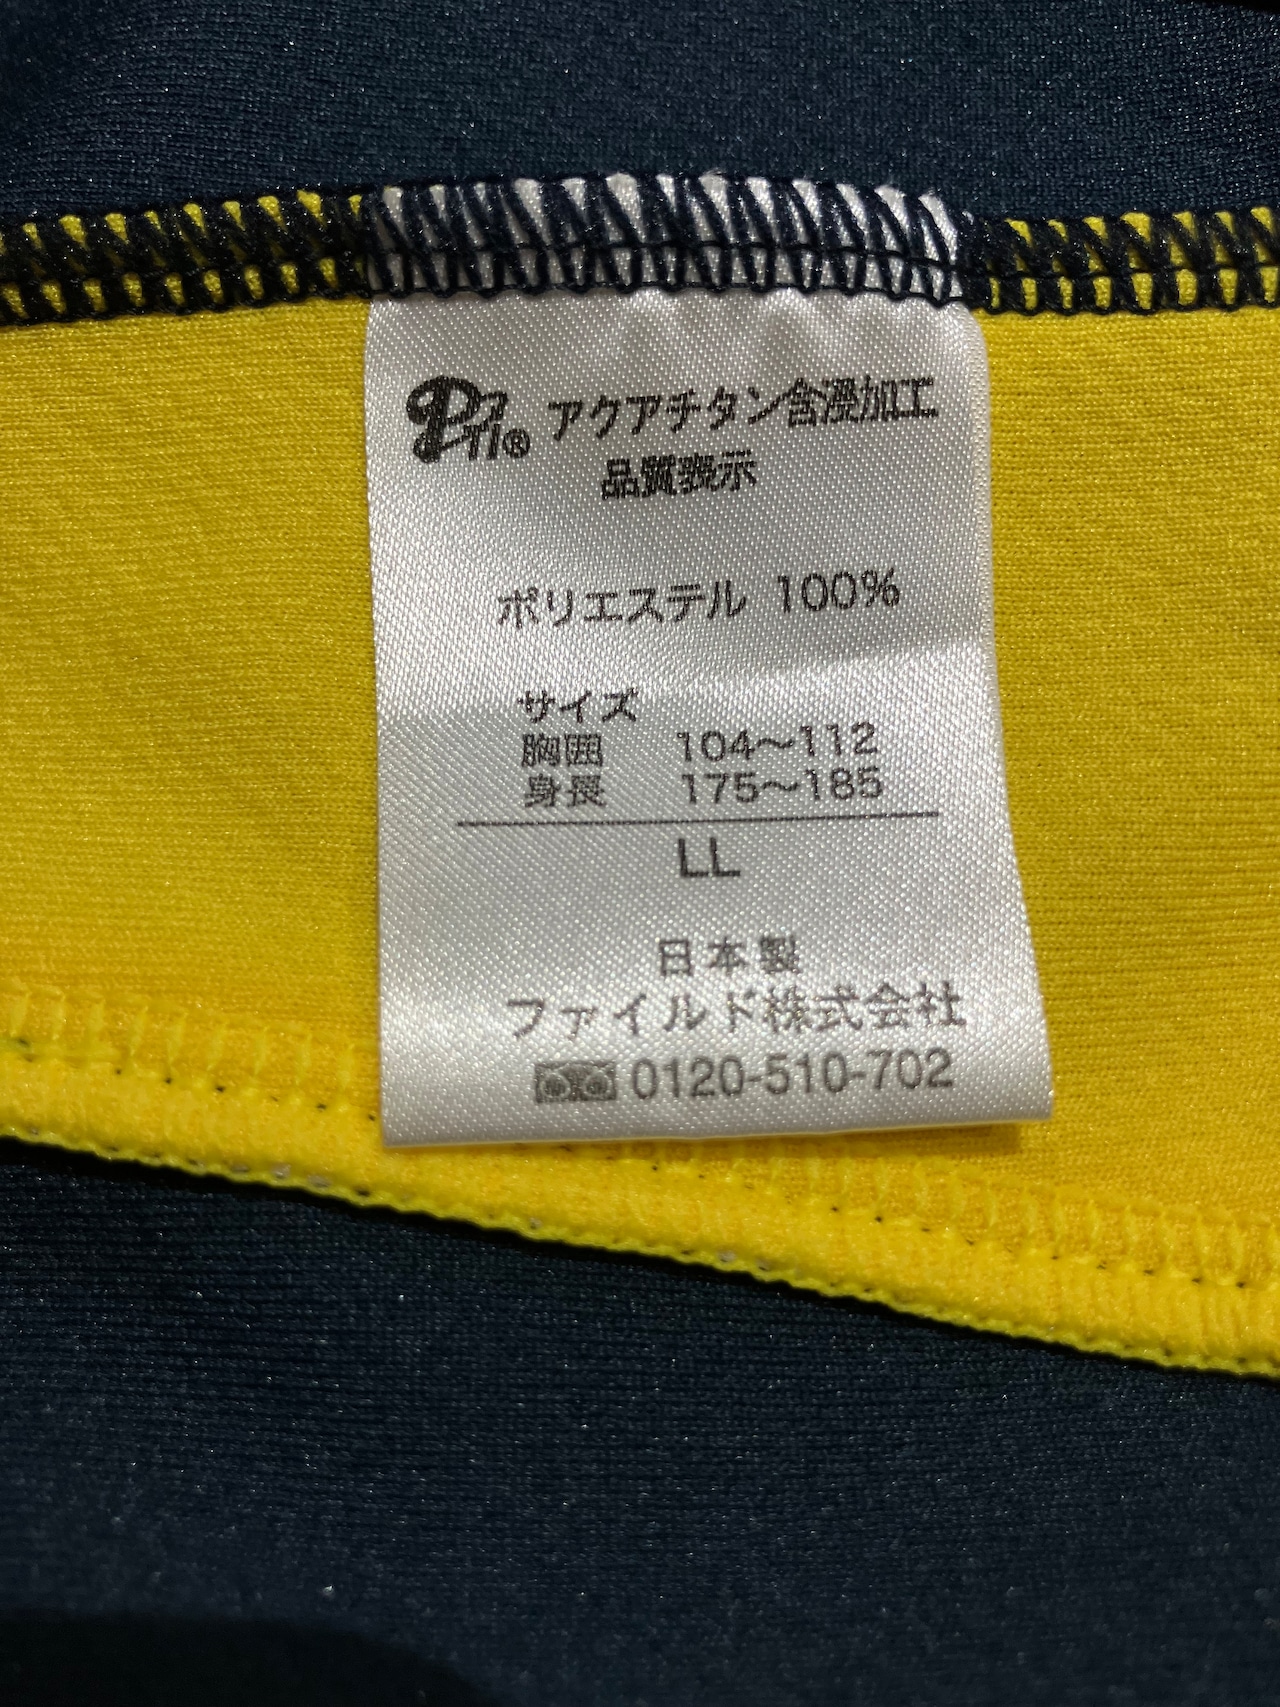 アクアチタン含浸加工
品質表示
ポリエステル 100%
サイズ
胸囲 104〜112
身長 175〜185
LL
日本製
ファイルド株式会社
0120-510-702